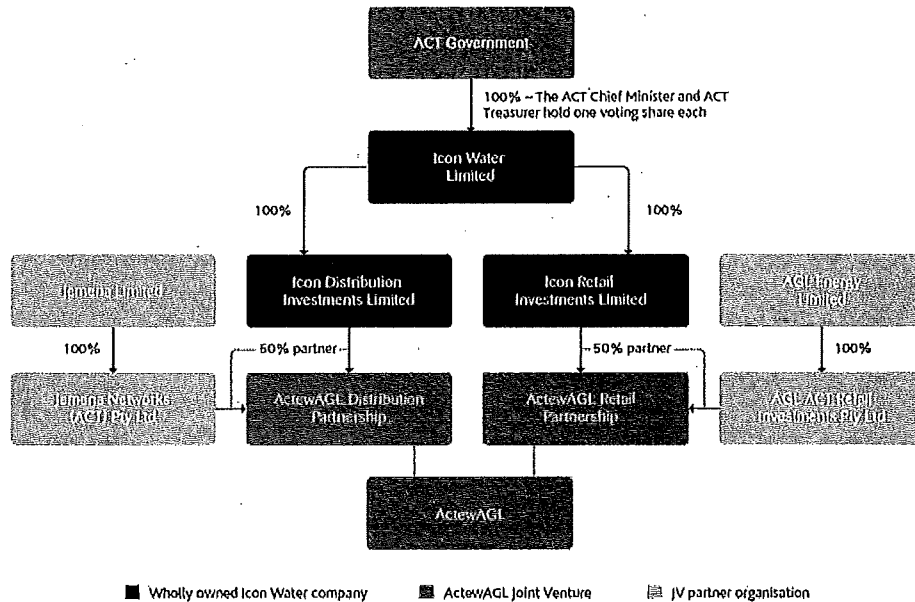 ACT Government
100% – The ACT Chief Minister and ACT
Treasurer hold one voting share each
Icon Water
Limited
100%
100%
Jemena Limited
Icon Distribution
Investments Limited
Icon Retail
Investments Limited
AGL Energy
Limited
100%
50% partner
50% partner
100%
Jemena Networks
(ACT) Pty Ltd
ActewAGL Distribution
Partnership
ActewAGL Retail
Partnership
AGL ACT Retail
Investments Pty Ltd
ActewAGL
Wholly owned Icon Water company
ActewAGL Joint Venture
JV partner organisation